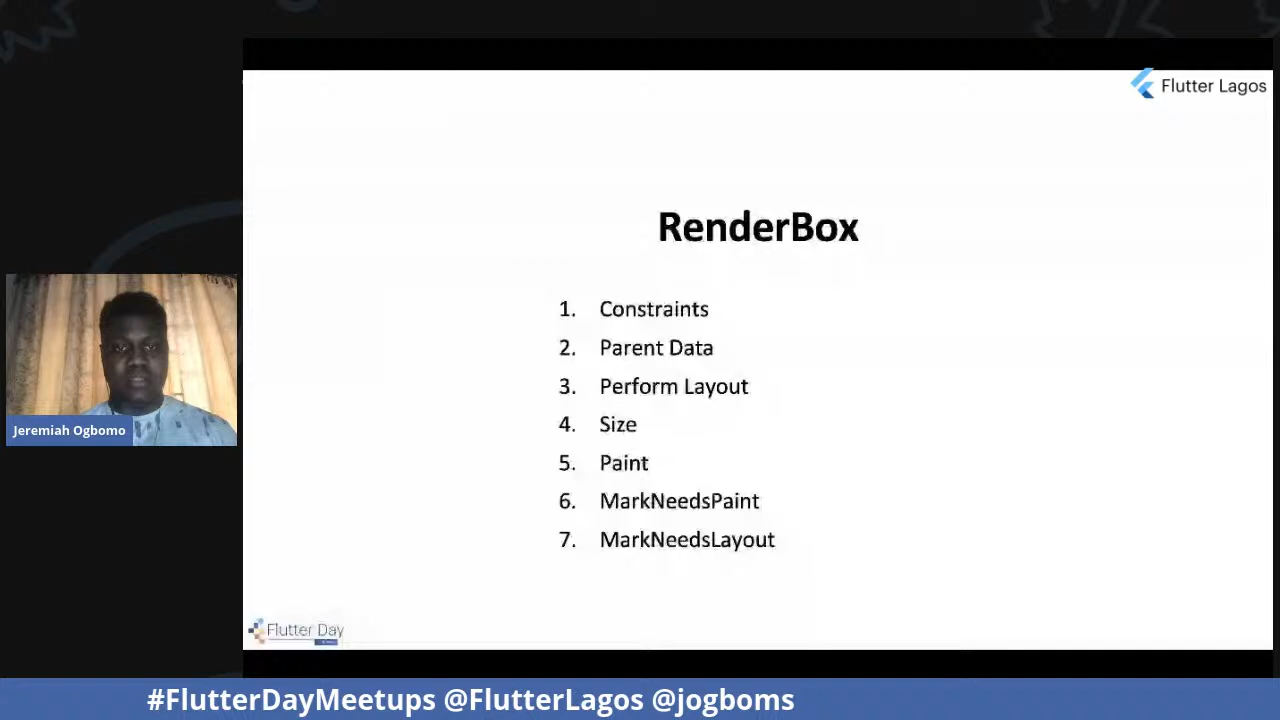 Flutter Lagos
RenderBox
1. Constraints
2. Parent Data
3. Perform Layout
4. Size
5. Paint
6. MarkNeedsPaint
7. MarkNeedsLayout
Jeremiah Ogbomo
Flutter Day
#FlutterDayMeetups @FlutterLagos @jogboms